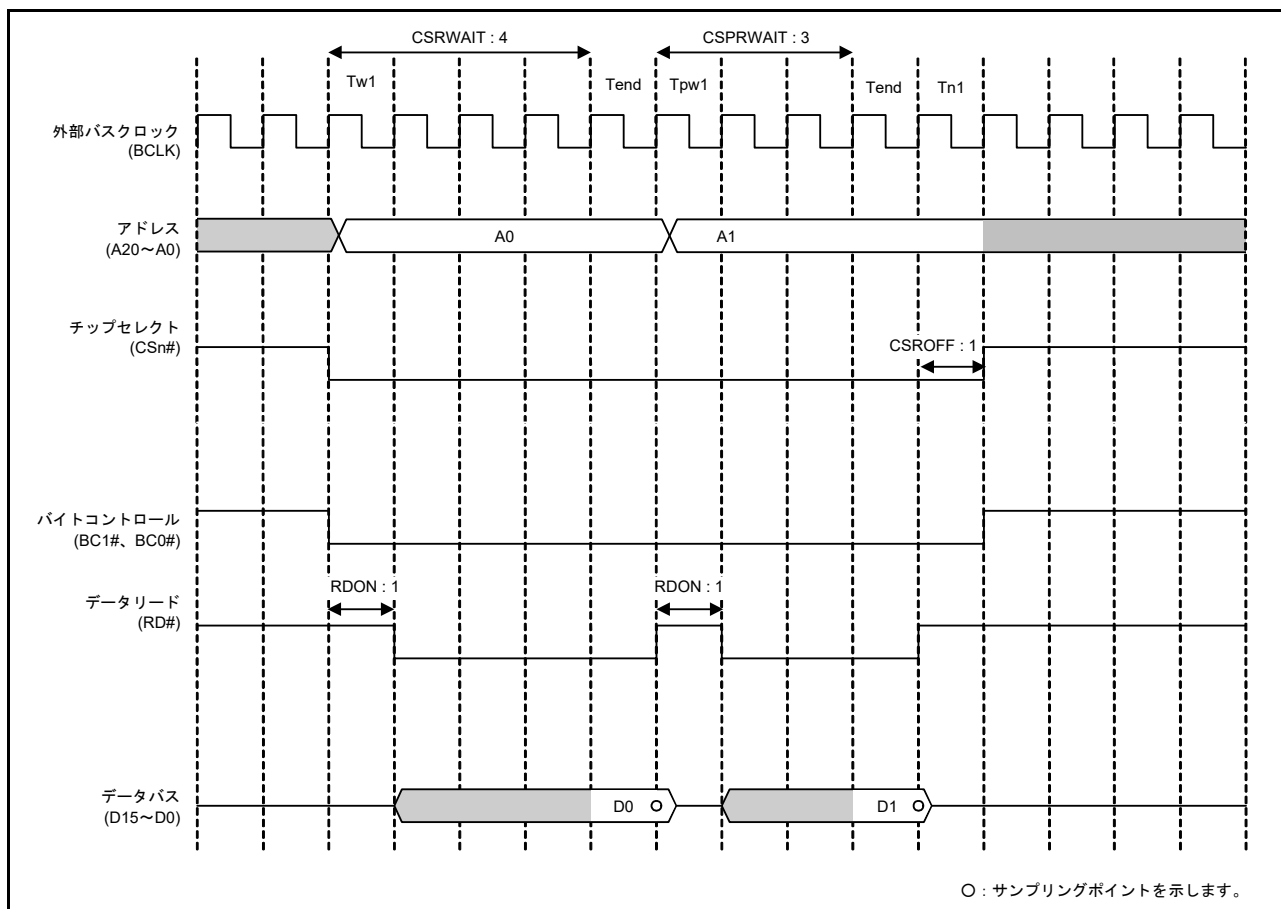 CSRWAIT : 4
CSPRWAIT : 3
Tw1
Tend
Tpw1
Tend
Tn1
外部バスクロック
(BCLK)
アドレス
(A20～A0)
A0
A1
チップセレクト
(CSn#)
CSROFF : 1
バイトコントロール
(BC1#、BC0#)
RDON : 1
RDON : 1
データリード
(RD#)
データバス
(D15～D0)
D0
D1
○ : サンプリングポイントを示します。